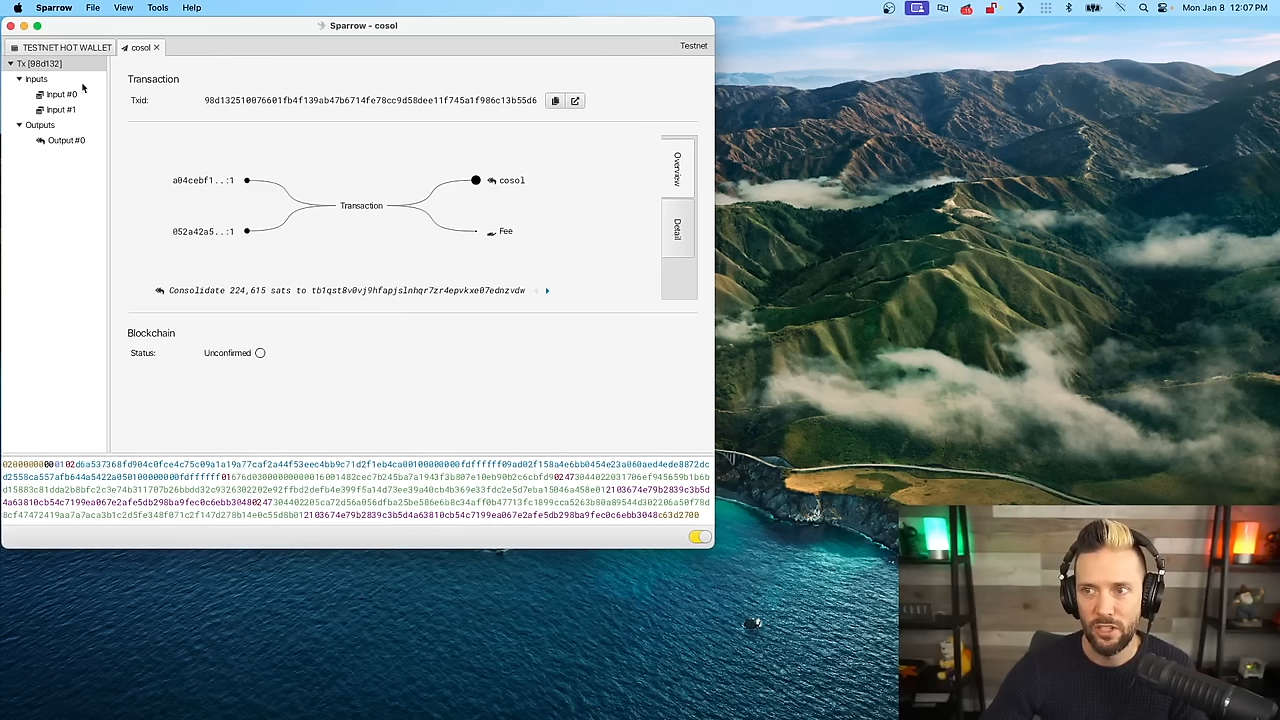 Sparrow File View Tools Help
Mon Jan 8 12:07 PM
Sparrow - cosol
TESTNET HOT WALLET
cosol
Testnet
Tx [98d132]
Inputs
Input #0
Input #1
Outputs
Output #0
Transaction
Txid: 98d132510076601fb4f139ab47b6714fe78cc9d58dee11f745a1f986c13b55d6
a04cebf1..:1
052a42a5..:1
Transaction
cosol
Fee
Overview
Detail
Consolidate 224,615 sats to tb1qst8v0vj9hfapjslnhqr7zr4epvkxe07ednzvdw
Blockchain
Status: Unconfirmed